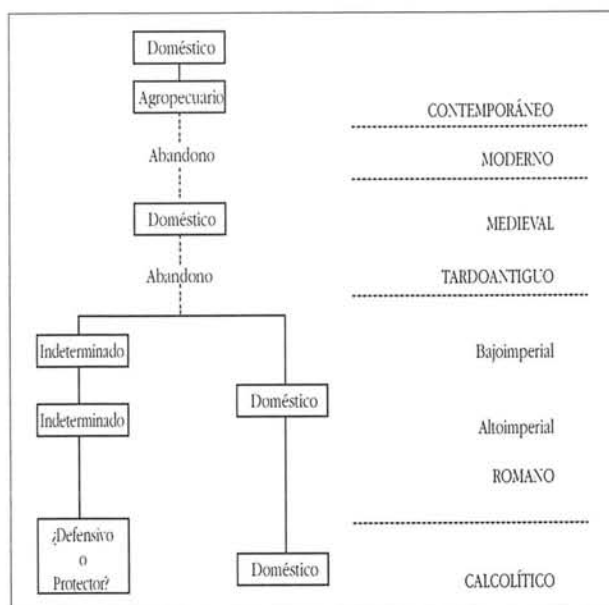 Doméstico
Agropecuario
CONTEMPORÁNEO
Abandono
MODERNO
Doméstico
MEDIEVAL
Abandono
TARDOANTIGUO
Indeterminado
Bajoimperial
Doméstico
Indeterminado
Altoimperial
ROMANO
¿Defensivo
o
Protector?
Doméstico
CALCOLÍTICO